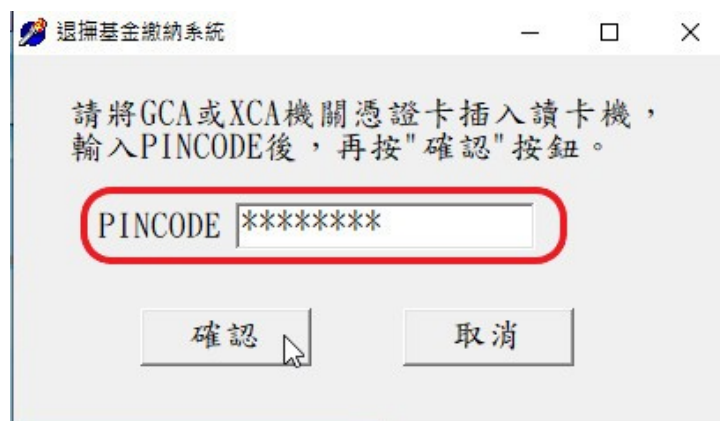 退撫基金繳納系統
請將GCA或XCA機關憑證卡插入讀卡機，
輸入PINCODE後，再按"確認"按鈕。
PINCODE ********
確認 取消